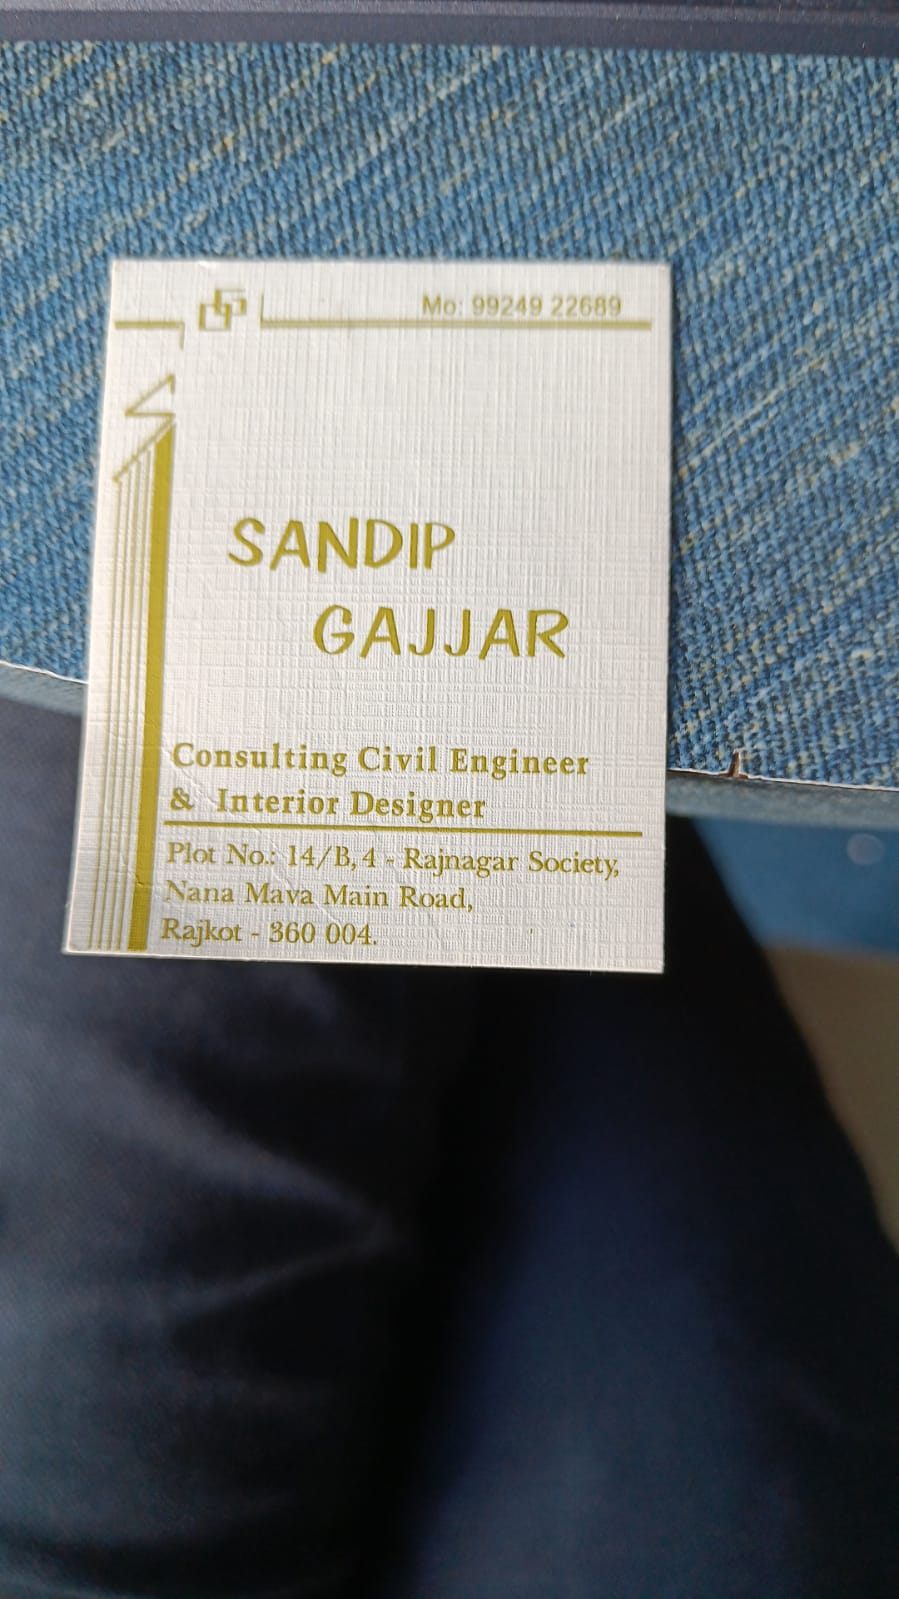 Mo: 99249 22689
SANDIP
GAJJAR
Consulting Civil Engineer
& Interior Designer
Plot No.: 14/B, 4 - Rajnagar Society,
Nana Mava Main Road,
Rajkot - 360 004.